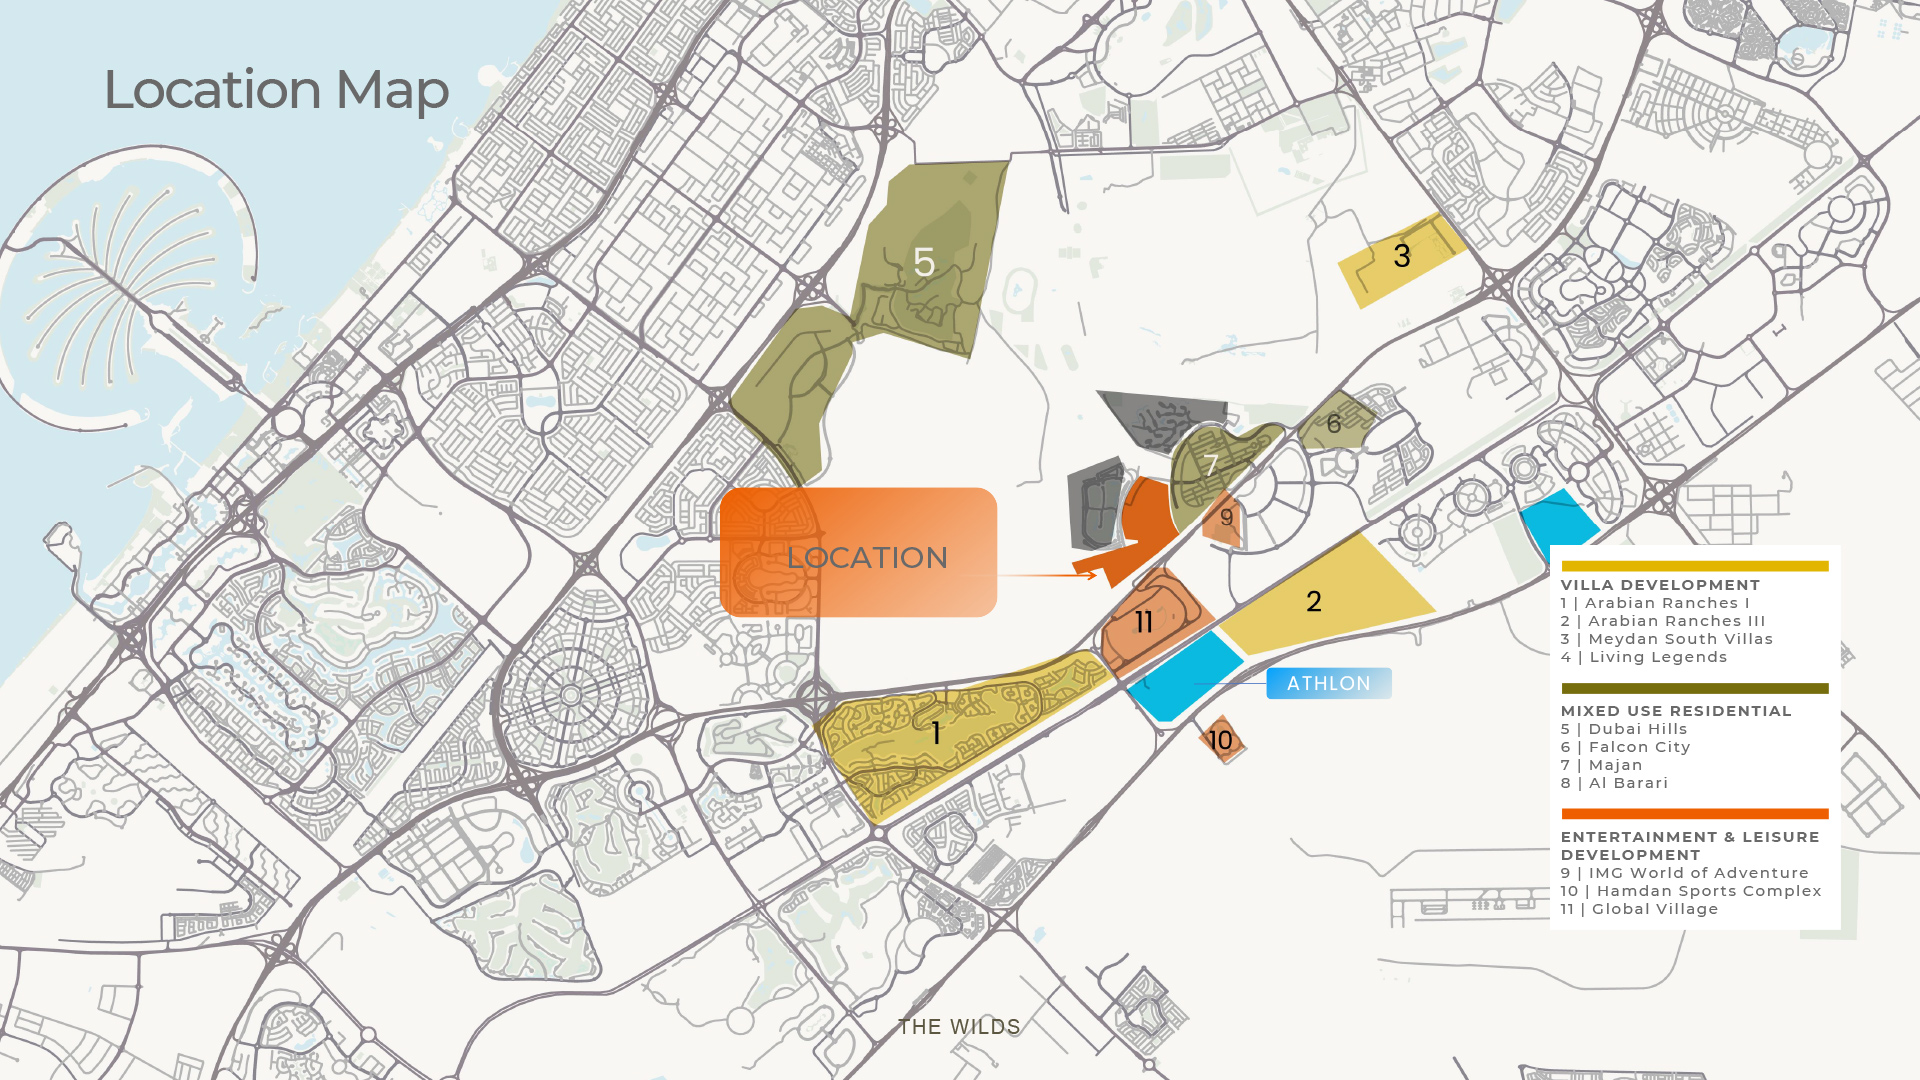 Location Map
5
3
6
7
9
LOCATION
2
11
ATHLON
1
10
VILLA DEVELOPMENT
1 | Arabian Ranches I
2 | Arabian Ranches III
3 | Meydan South Villas
4 | Living Legends
MIXED USE RESIDENTIAL
5 | Dubai Hills
6 | Falcon City
7 | Majan
8 | Al Barari
ENTERTAINMENT & LEISURE
DEVELOPMENT
9 | IMG World of Adventure
10 | Hamdan Sports Complex
11 | Global Village
THE WILDS